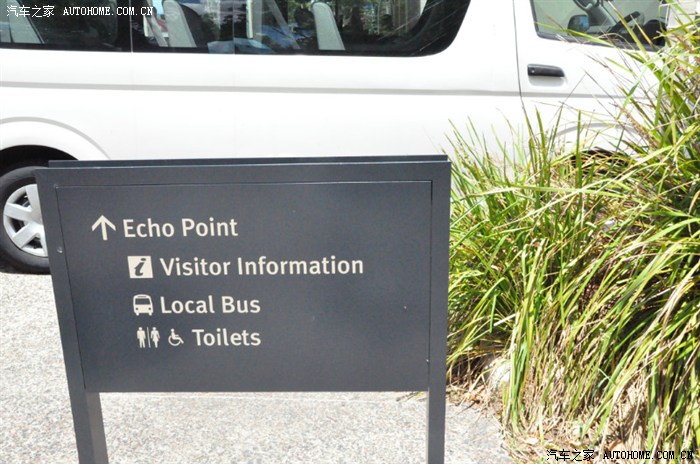 汽车之家 AUTOHOME.COM.CN
Echo Point
Visitor Information
Local Bus
Toilets
汽车之家 AUTOHOME.COM.CN